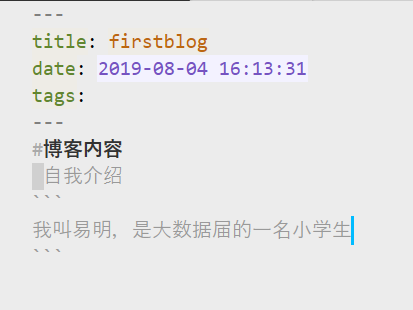 ---
title: firstblog
date: 2019-08-04 16:13:31
tags:
---
#博客内容
自我介绍
```
我叫易明，是大数据届的一名小学生
```